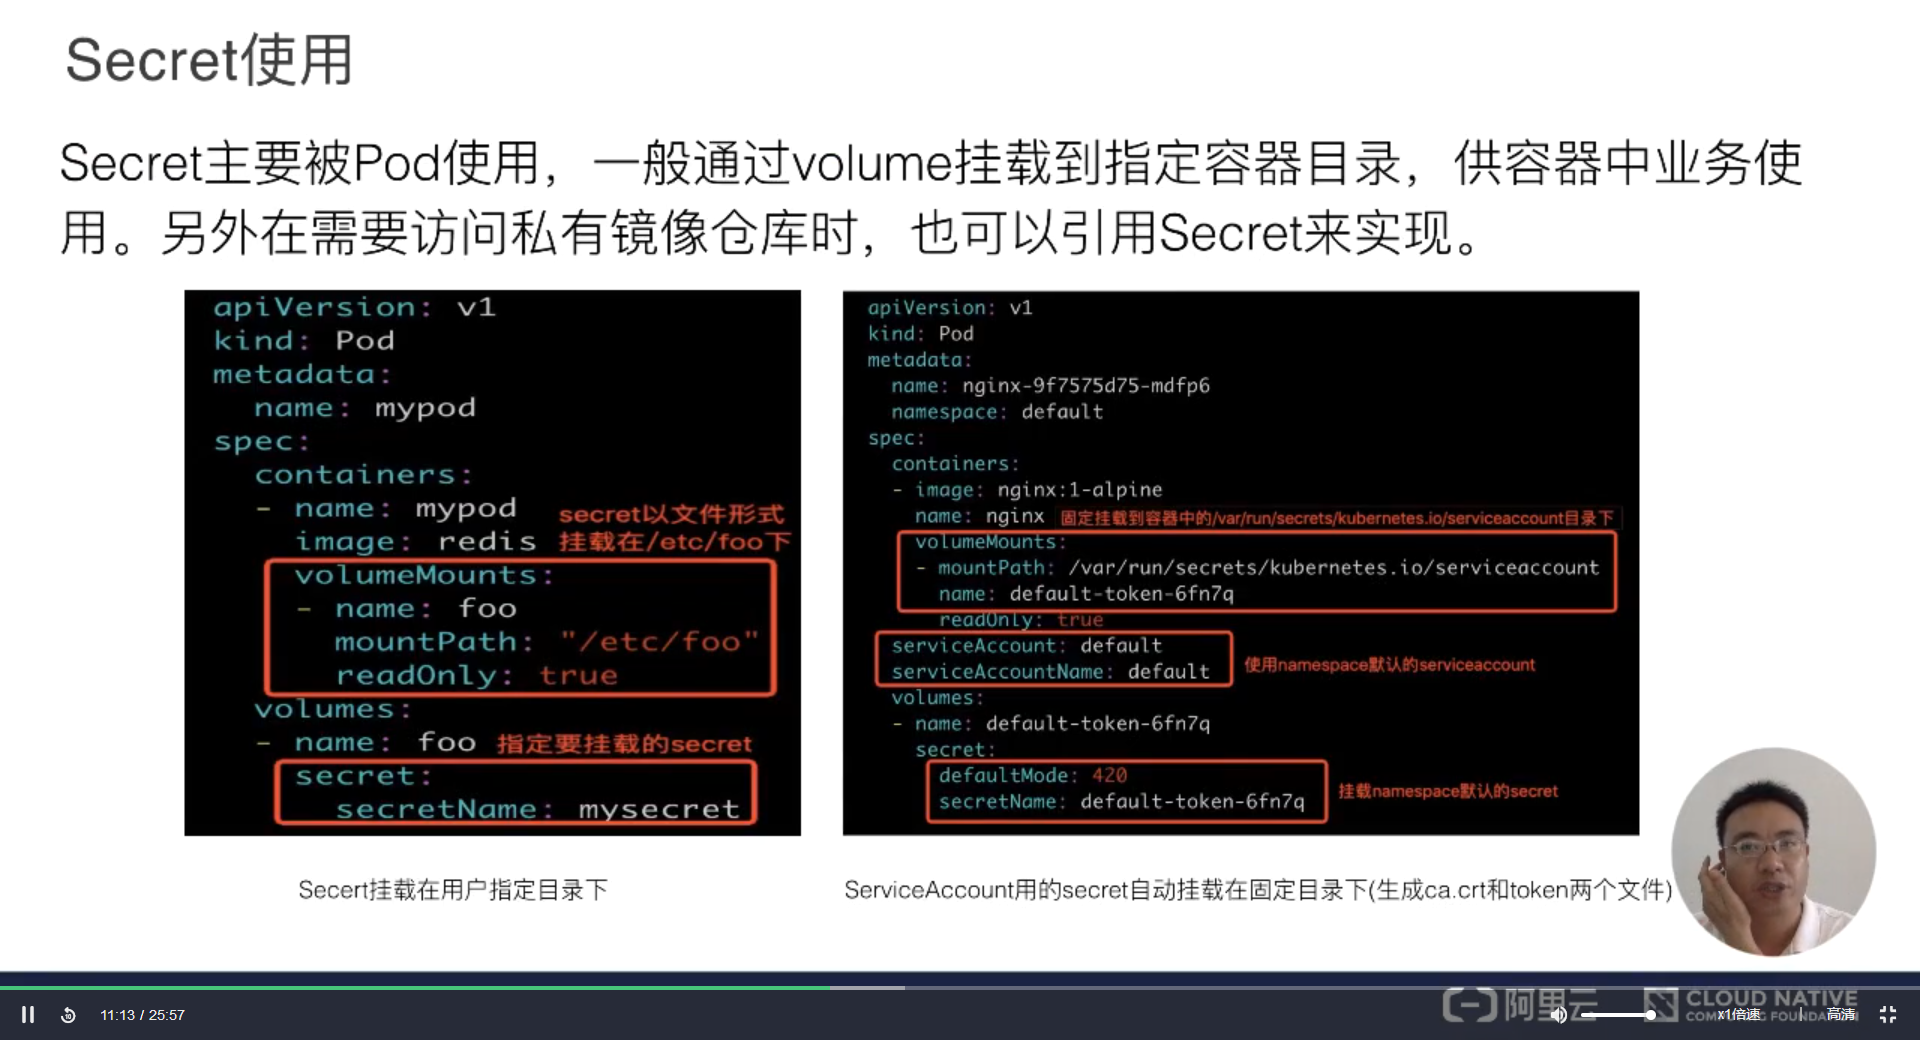 Secret使用
Secret主要被Pod使用，一般通过volume挂载到指定容器目录，供容器中业务使
用。另外在需要访问私有镜像仓库时，也可以引用Secret来实现。
apiVersion: v1
kind: Pod
metadata:
name: mypod
spec:
containers:
- name: mypod
secret以文件形式
image: redis
挂载在/etc/foo下
volumeMounts:
- name: foo
mountPath: "/etc/foo"
readOnly: true
volumes:
- name: foo
指定要挂载的secret
secret:
secretName: mysecret
Secert挂载在用户指定目录下
apiVersion: v1
kind: Pod
metadata:
name: nginx-9f7575d75-mdfp6
namespace: default
spec:
containers:
- image: nginx:1-alpine
name: nginx
固定挂载到容器中的/var/run/secrets/kubernetes.io/serviceaccount目录下
volumeMounts:
- mountPath: /var/run/secrets/kubernetes.io/serviceaccount
name: default-token-6fn7q
readOnly: true
serviceAccount: default
serviceAccountName: default
使用namespace默认的serviceaccount
volumes:
- name: default-token-6fn7q
secret:
defaultMode: 420
secretName: default-token-6fn7q
挂载namespace默认的secret
ServiceAccount用的secret自动挂载在固定目录下(生成ca.crt和token两个文件)
10
11:13 / 25:57
阿里云
CLOUD NATIVE
COMPUTING FOUNDATION
x1倍速
高清